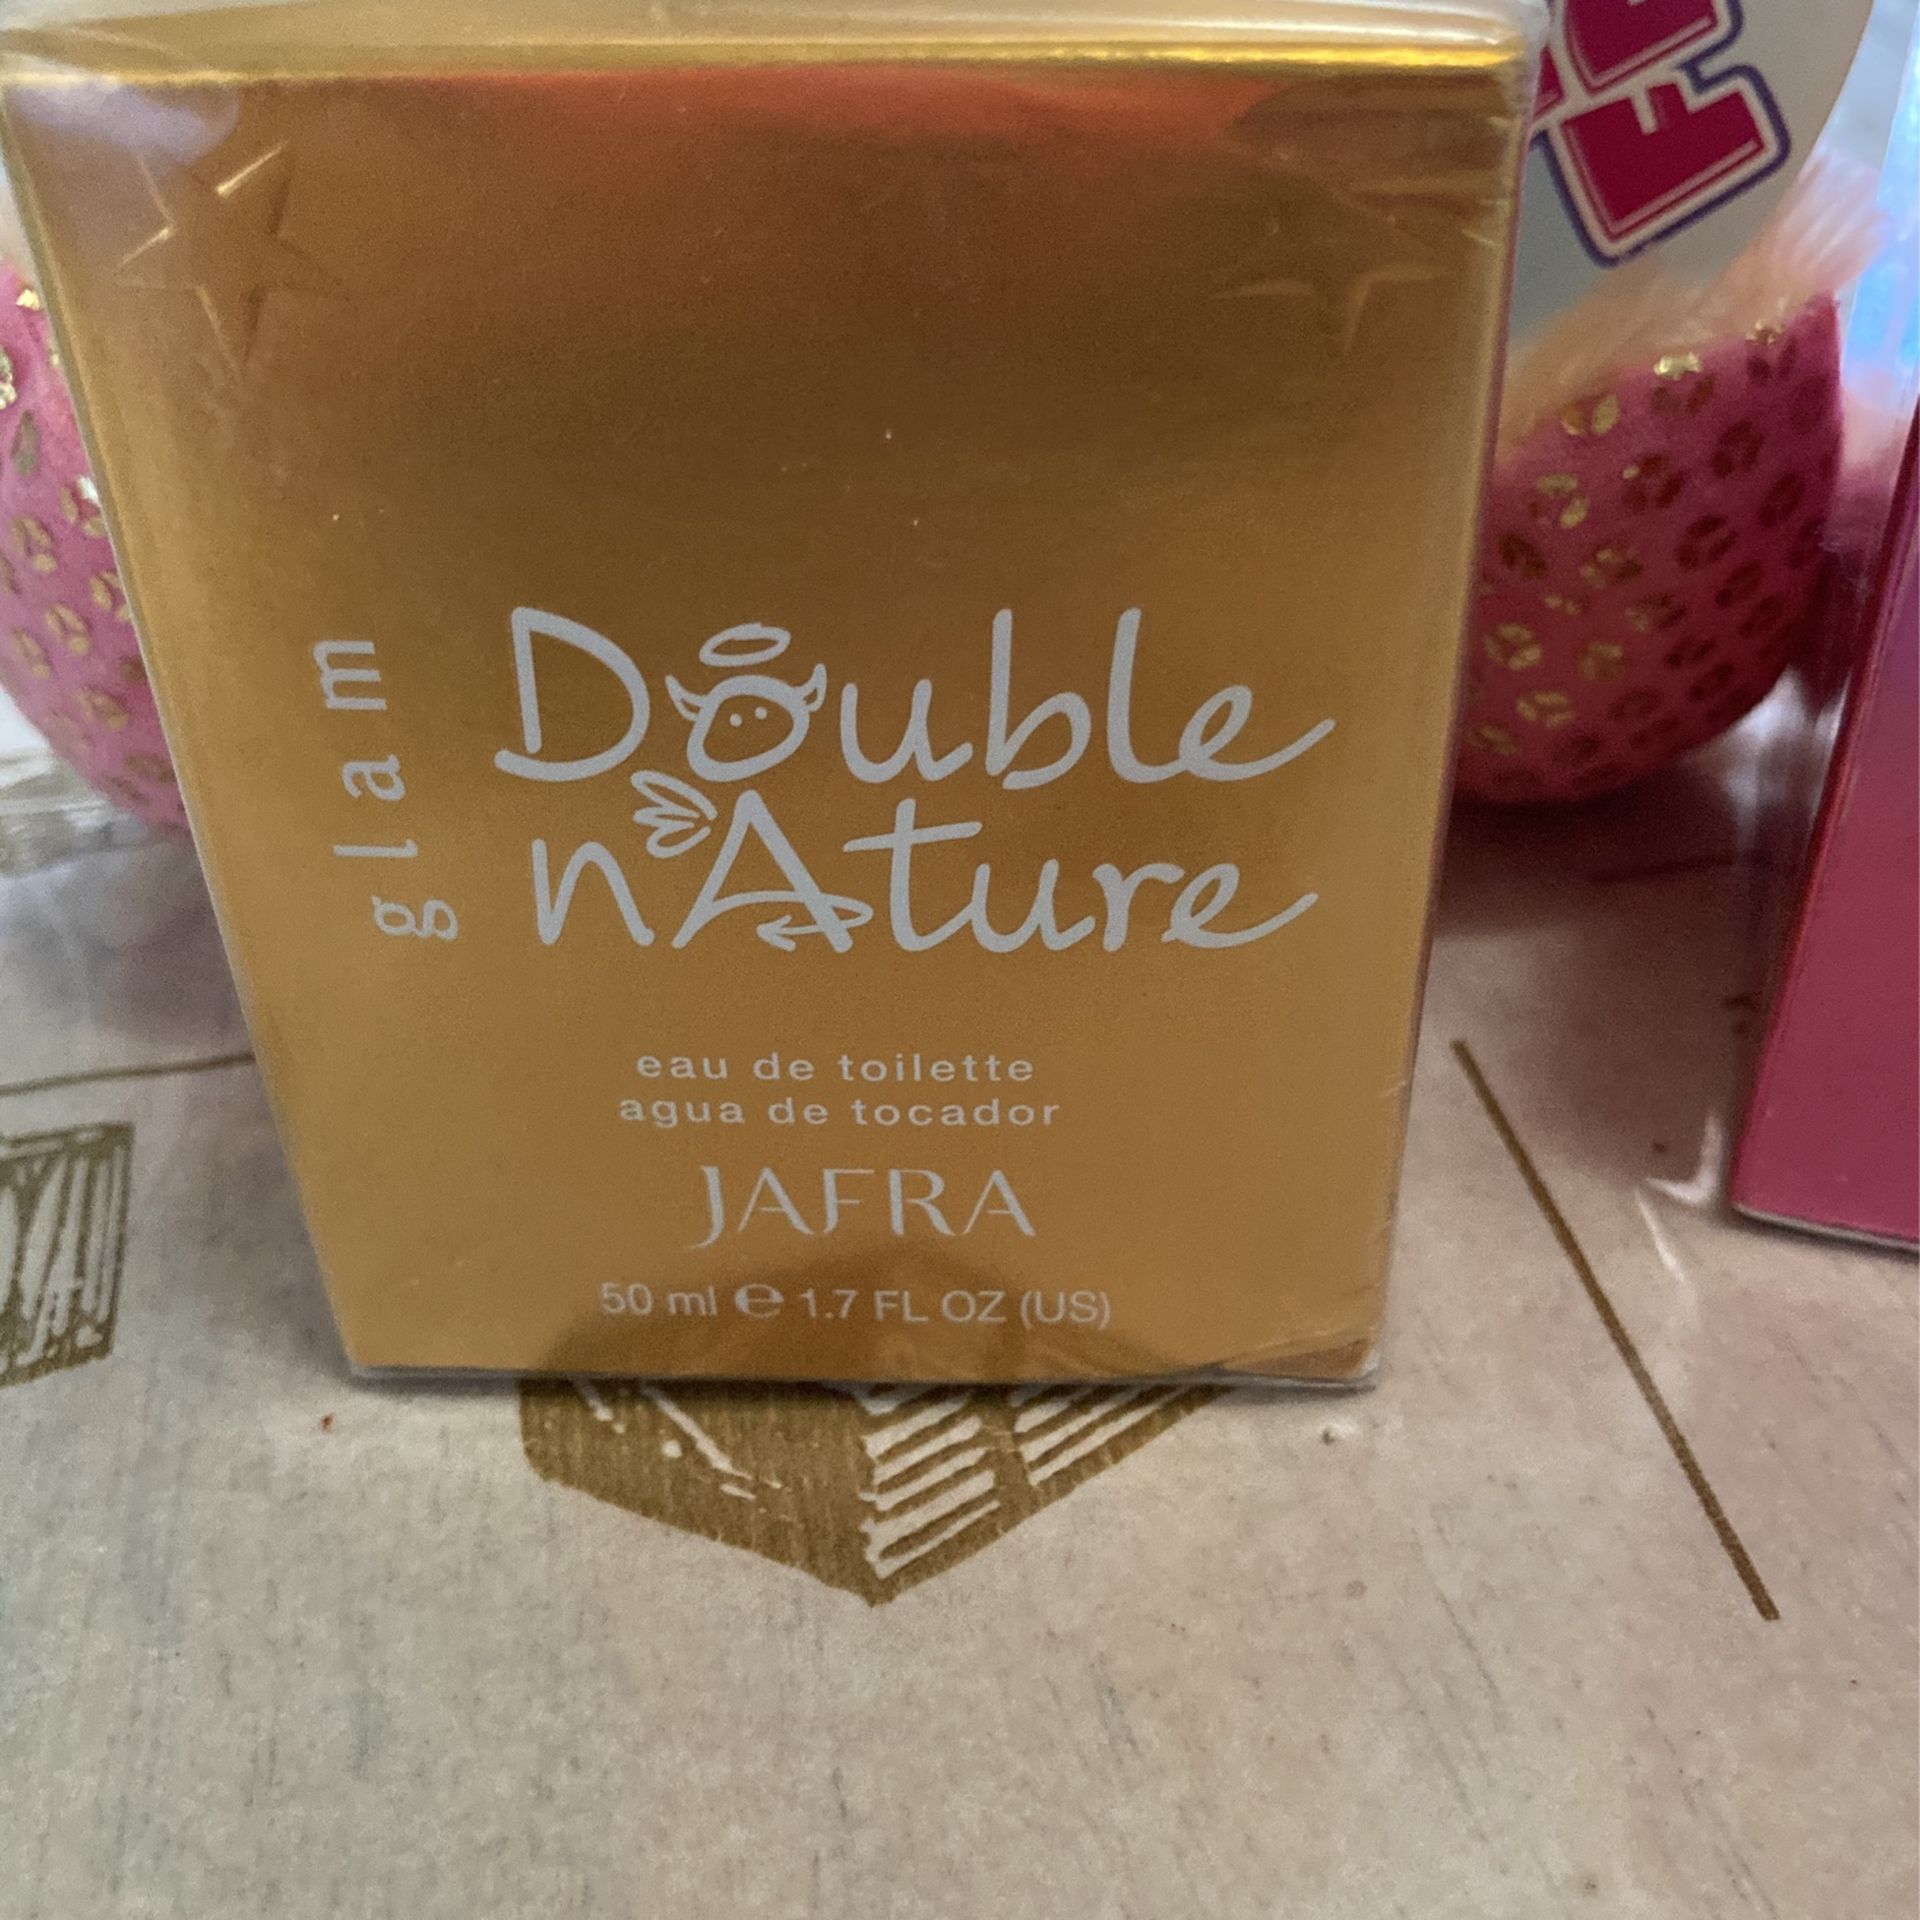 glam
Double
nAture
eau de toilette
agua de tocador
JAFRA
50 ml ℮ 1.7 FL OZ (US)